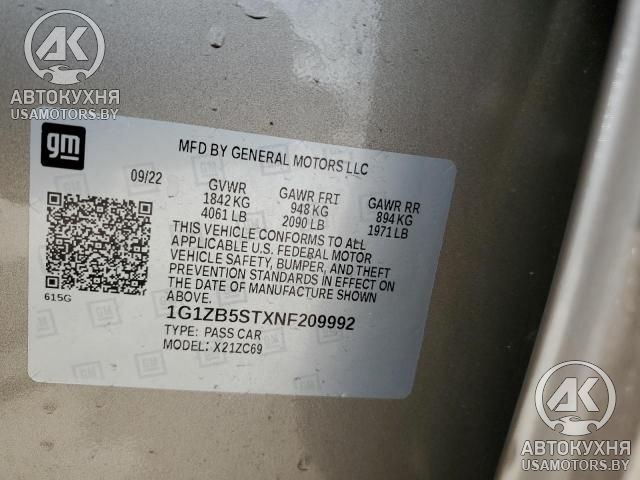 AK
АВТОКУХНЯ
USAMOTORS.BY
gm
MFD BY GENERAL MOTORS LLC
09/22
GVWR GAWR FRT GAWR RR
1842 KG 948 KG 894 KG
4061 LB 2090 LB 1971 LB
THIS VEHICLE CONFORMS TO ALL
APPLICABLE U.S. FEDERAL MOTOR
VEHICLE SAFETY, BUMPER, AND THEFT
PREVENTION STANDARDS IN EFFECT ON
THE DATE OF MANUFACTURE SHOWN
ABOVE.
615G
1G1ZB5STXNF209992
TYPE: PASS CAR
MODEL: X21ZC69
AK
АВТОКУХНЯ
USAMOTORS.BY